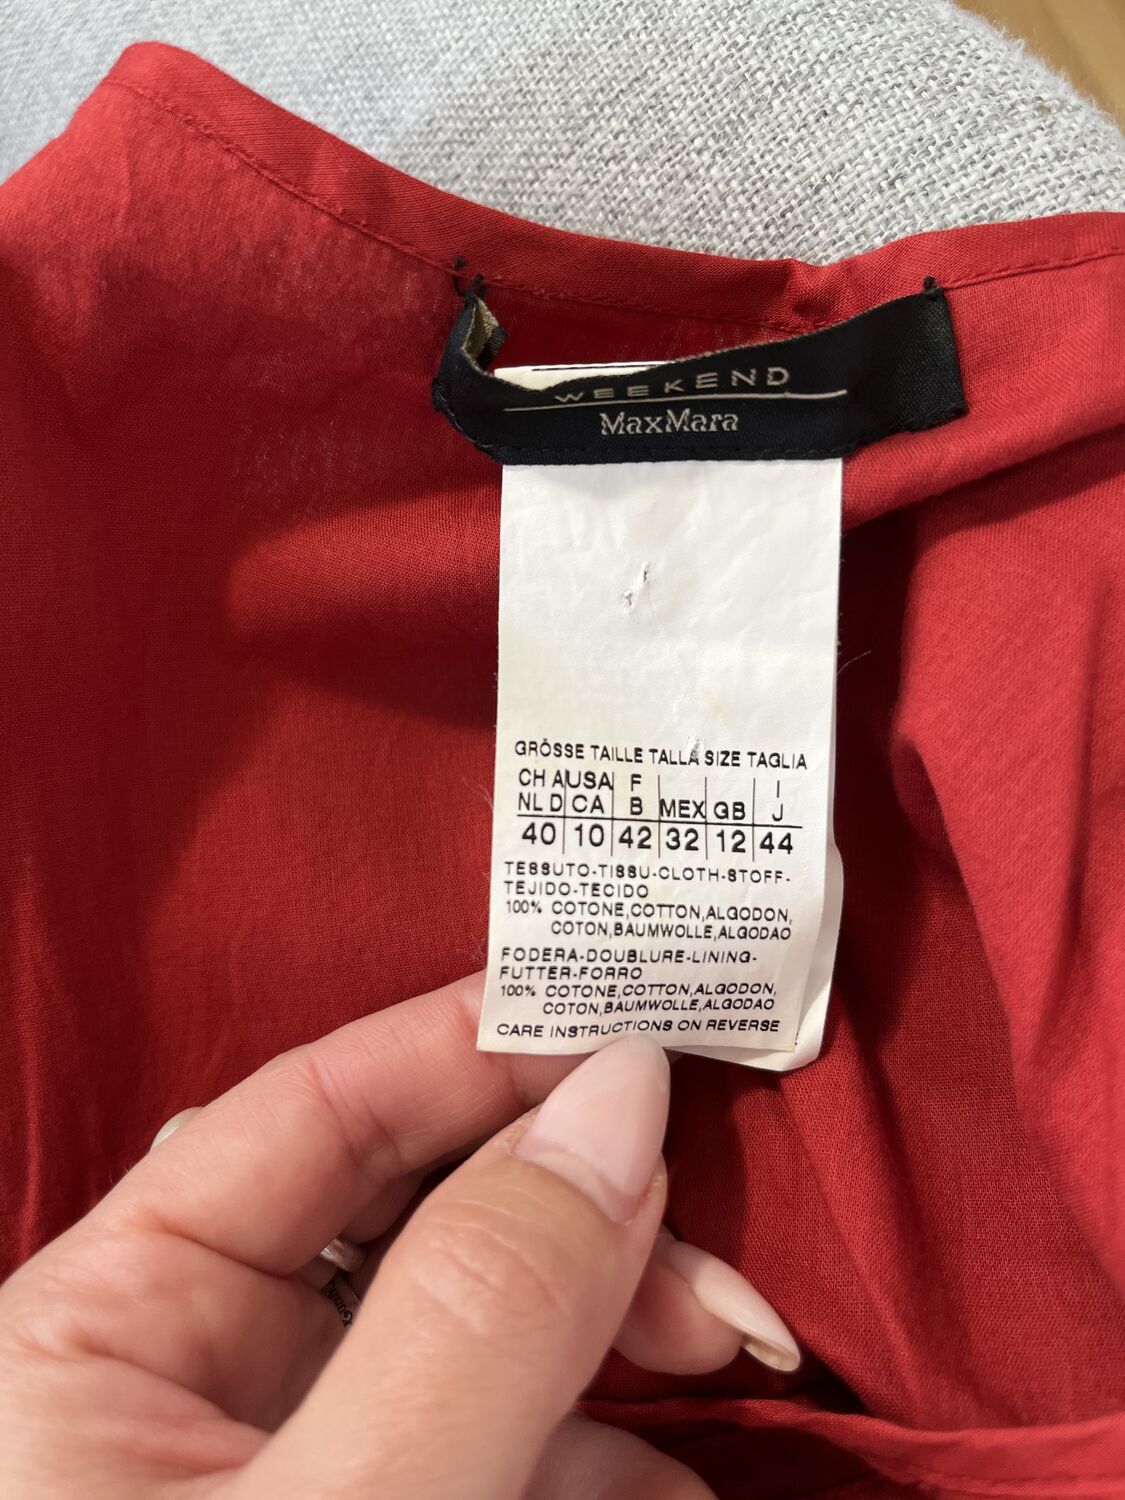 WEEKEND
MaxMara
GRÖSSE TAILLE TALLA SIZE TAGLIA
CH A USA F I
NL D CA B MEX GB J
40 10 42 32 12 44
TESSUTO-TISSU-CLOTH-STOFF-
TEJIDO-TECIDO
100% COTONE,COTTON,ALGODON,
COTON,BAUMWOLLE,ALGODAO
FODERA-DOUBLURE-LINING-
FUTTER-FORRO
100% COTONE,COTTON,ALGODON,
COTON,BAUMWOLLE,ALGODAO
CARE INSTRUCTIONS ON REVERSE